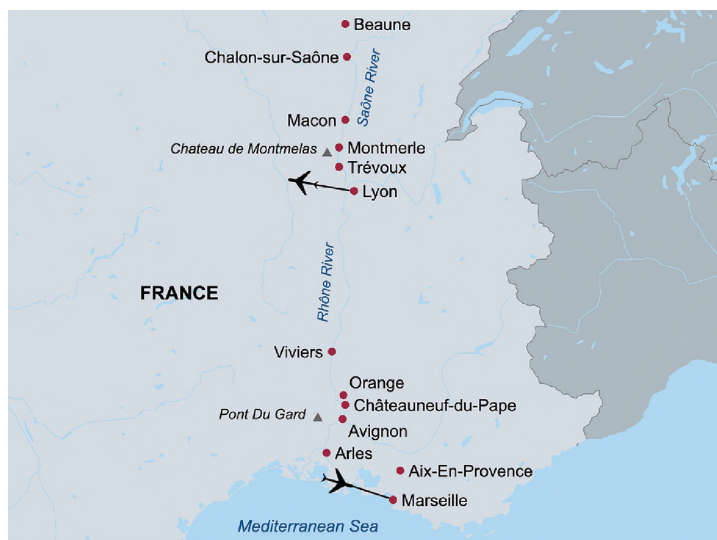 Beaune
Chalon-sur-Saône
Saône River
Macon
Chateau de Montmelas
Montmerle
Trévoux
Lyon
Rhône River
FRANCE
Viviers
Orange
Châteauneuf-du-Pape
Pont Du Gard
Avignon
Arles
Aix-En-Provence
Marseille
Mediterranean Sea